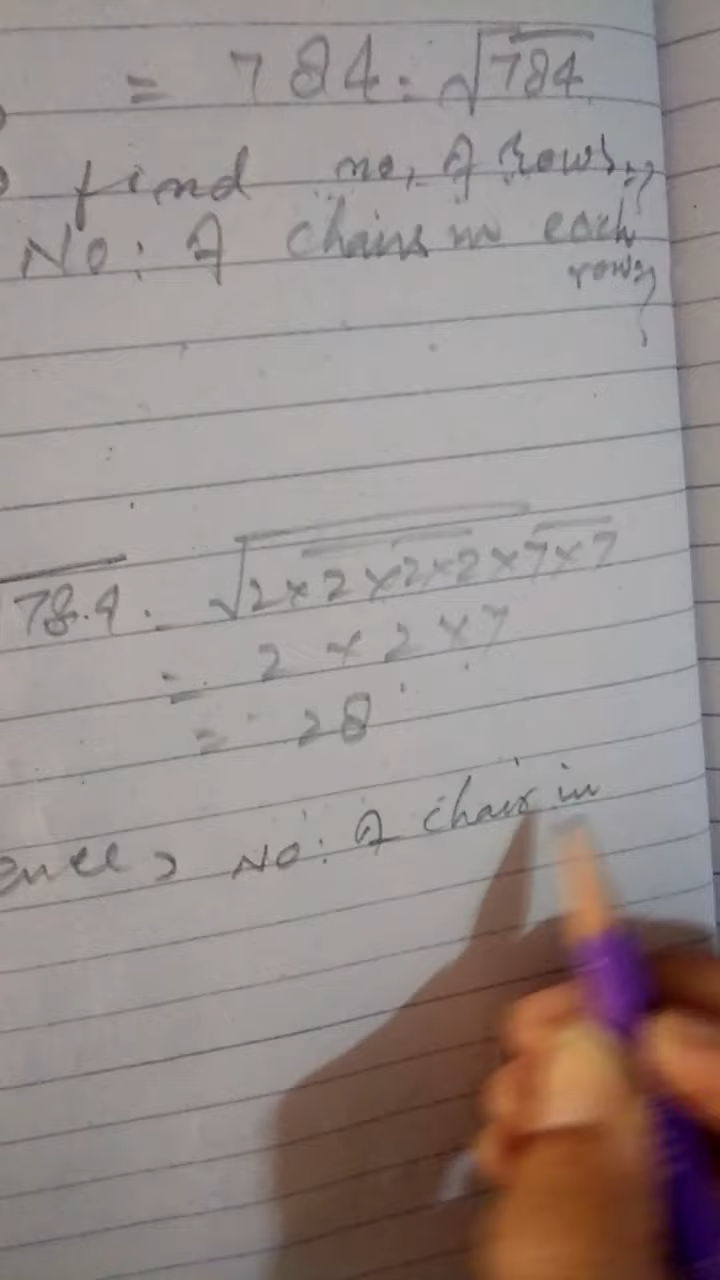 = 784 = √784
find no, of rows,?
No: of chairs in each
rows?
√784 = √2×2×2×2×7×7
= 2 × 2 × 7
= 28
ence, No: of chair in